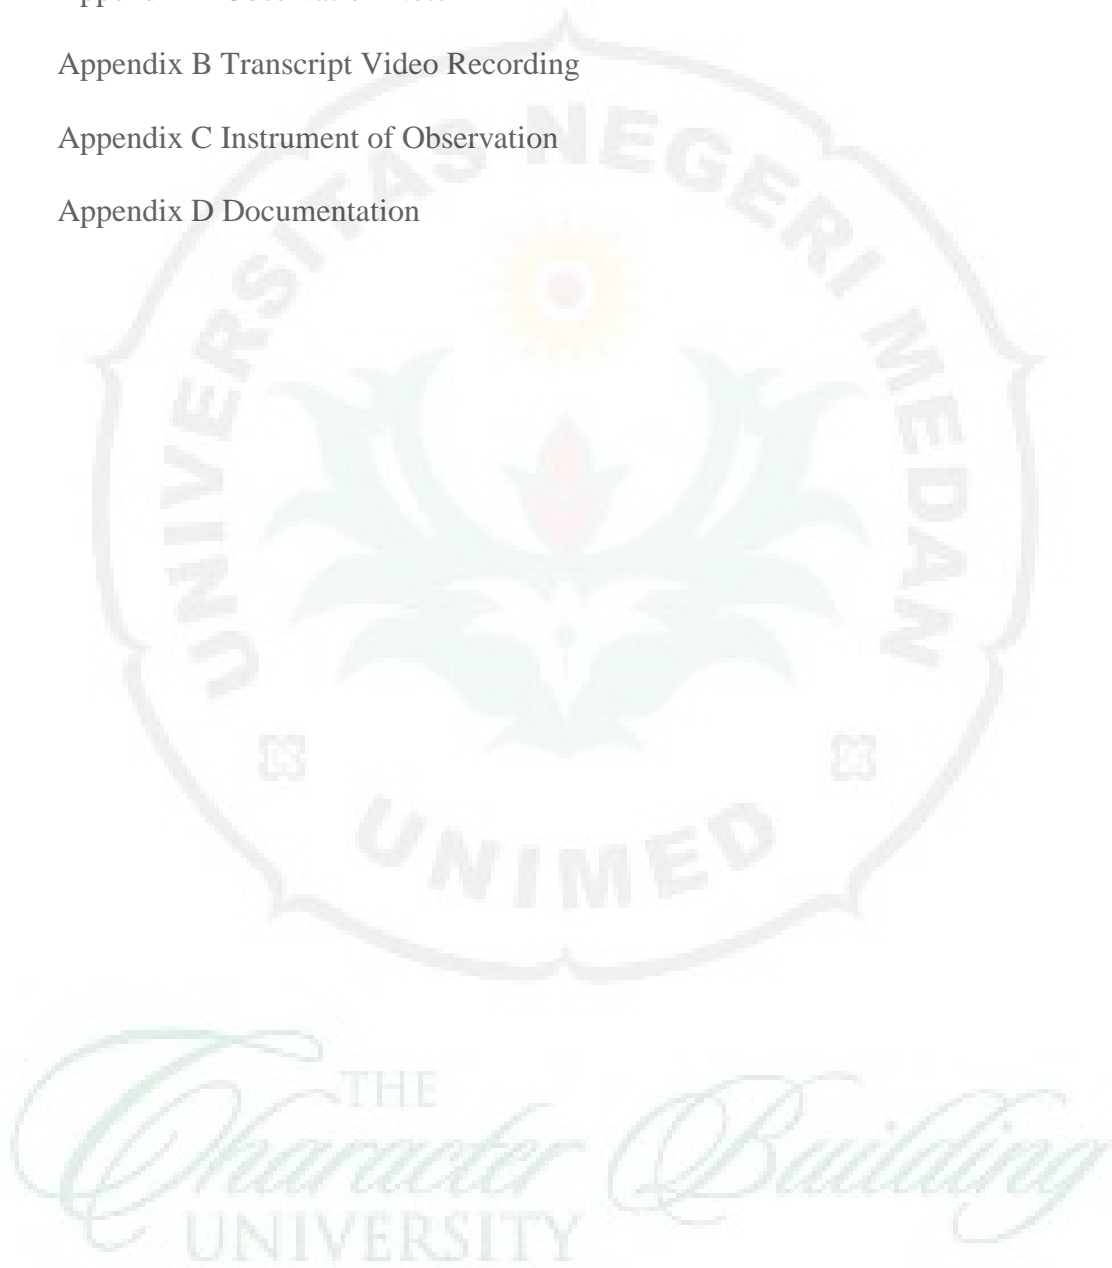 Appendix B Transcript Video Recording
Appendix C Instrument of Observation
Appendix D Documentation
UNIVERSITAS NEGERI MEDAN
UNIMED
THE
Character Building
UNIVERSITY